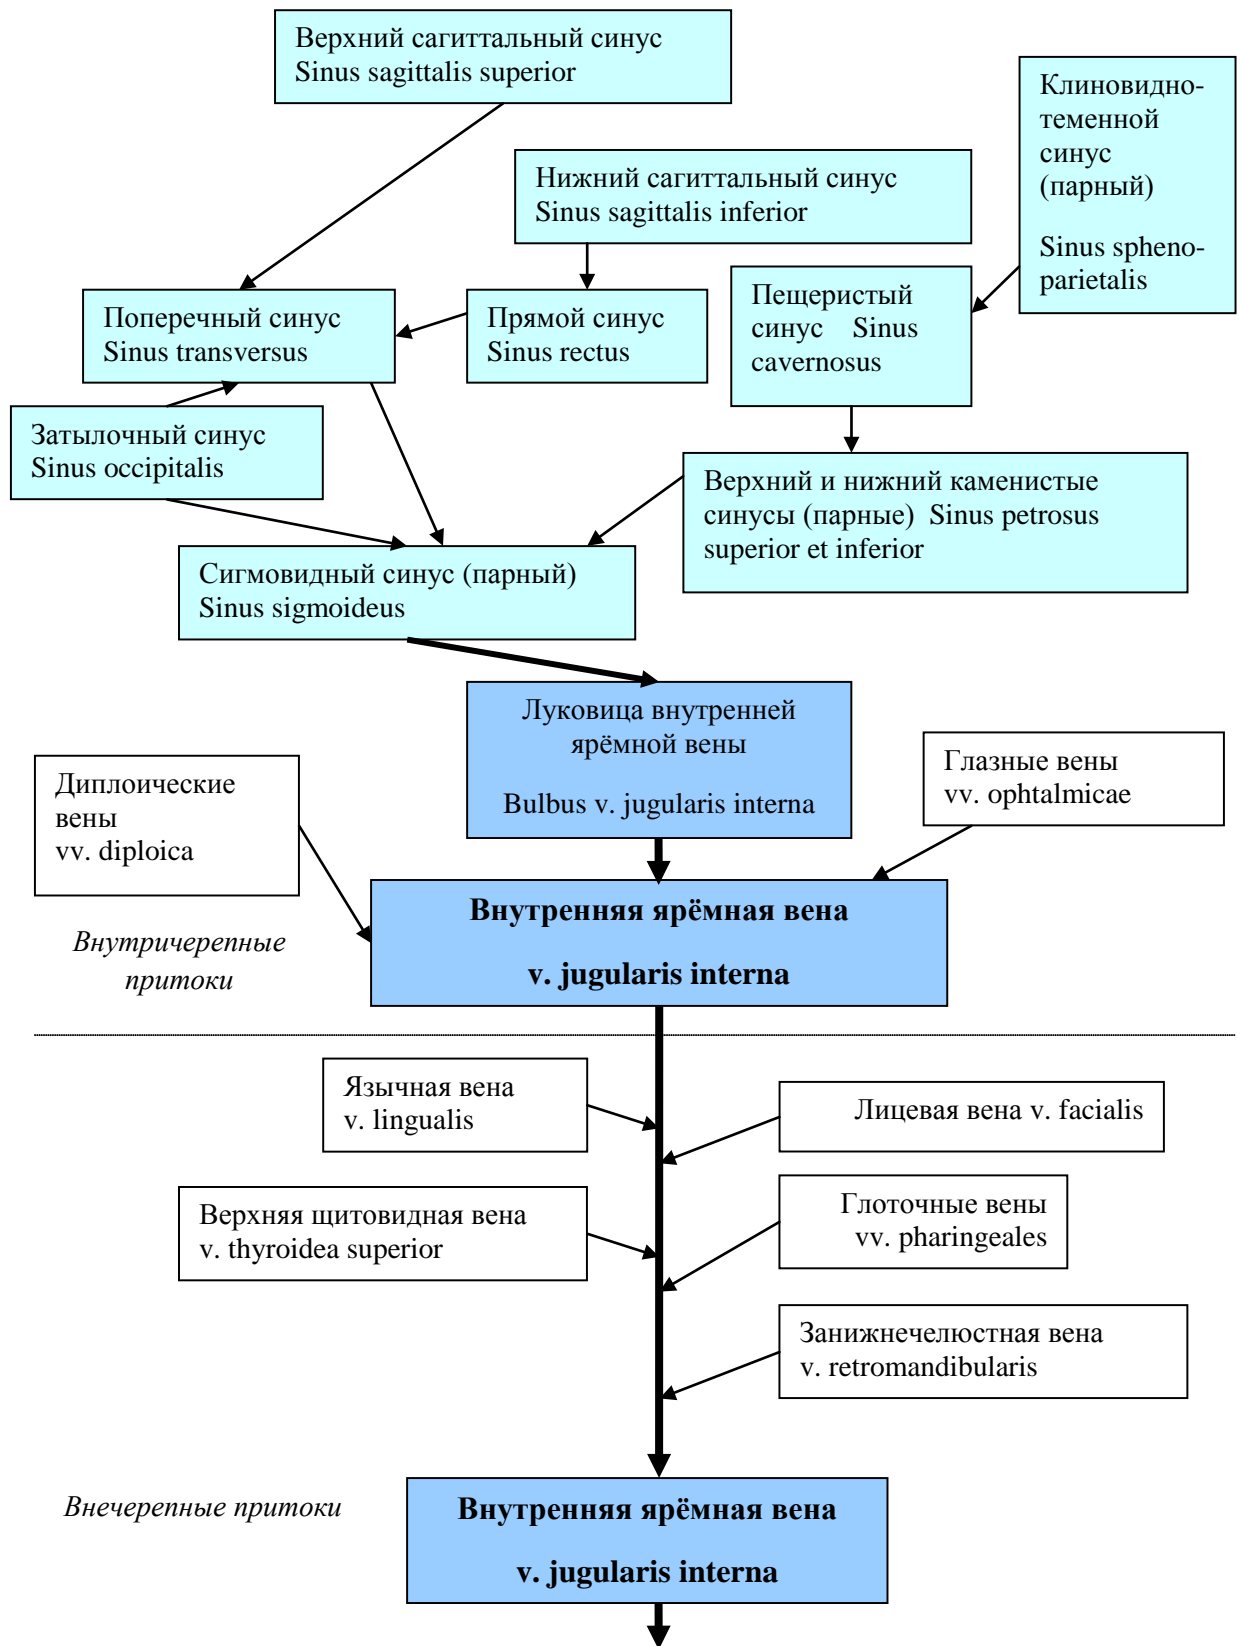 Верхний сагиттальный синус
Sinus sagittalis superior
Клиновидно-
теменной
синус
(парный)
Sinus spheno-
parietalis
Нижний сагиттальный синус
Sinus sagittalis inferior
Пещеристый
синус Sinus
cavernosus
Поперечный синус
Sinus transversus
Прямой синус
Sinus rectus
Затылочный синус
Sinus occipitalis
Верхний и нижний каменистые
синусы (парные) Sinus petrosus
superior et inferior
Сигмовидный синус (парный)
Sinus sigmoideus
Луковица внутренней
ярёмной вены
Bulbus v. jugularis interna
Диплоические
вены
vv. diploica
Глазные вены
vv. ophtalmicae
Внутренняя ярёмная вена
v. jugularis interna
Внутричерепные
притоки
Язычная вена
v. lingualis
Лицевая вена v. facialis
Верхняя щитовидная вена
v. thyroidea superior
Глоточные вены
vv. pharingeales
Занижнечелюстная вена
v. retromandibularis
Внечерепные притоки
Внутренняя ярёмная вена
v. jugularis interna